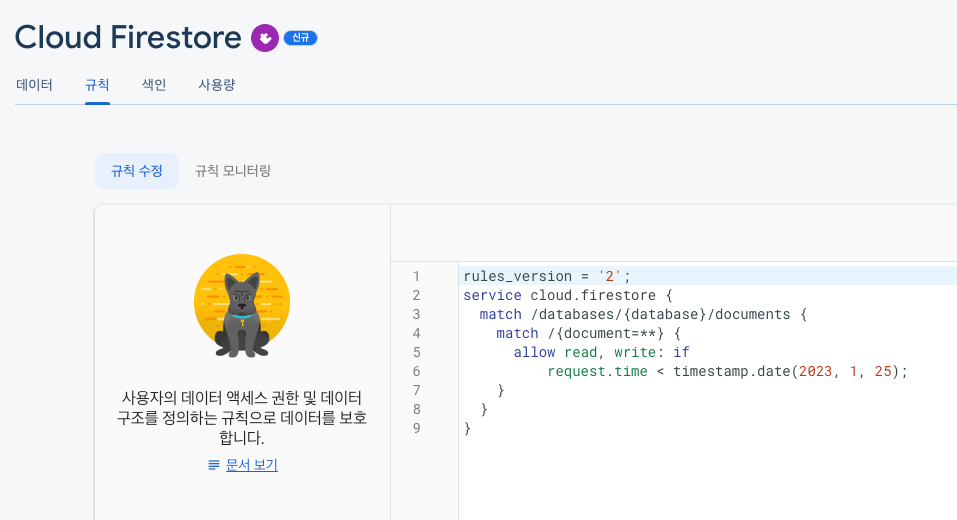 Cloud Firestore 신규
데이터 규칙 색인 사용량
규칙 수정 규칙 모니터링
사용자의 데이터 액세스 권한 및 데이터
구조를 정의하는 규칙으로 데이터를 보호
합니다.
문서 보기
1 rules_version = '2';
2 service cloud.firestore {
3 match /databases/{database}/documents {
4 match /{document=**} {
5 allow read, write: if
6 request.time < timestamp.date(2023, 1, 25);
7 }
8 }
9 }